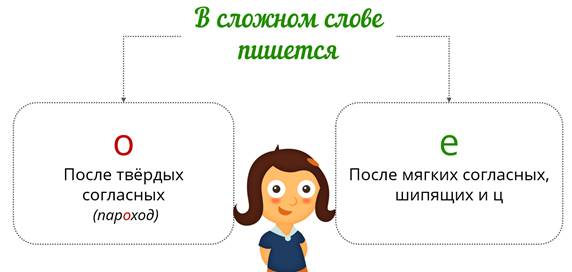 В сложном слове
пишется
о
После твёрдых
согласных
(пароход)
е
После мягких согласных,
шипящих и ц